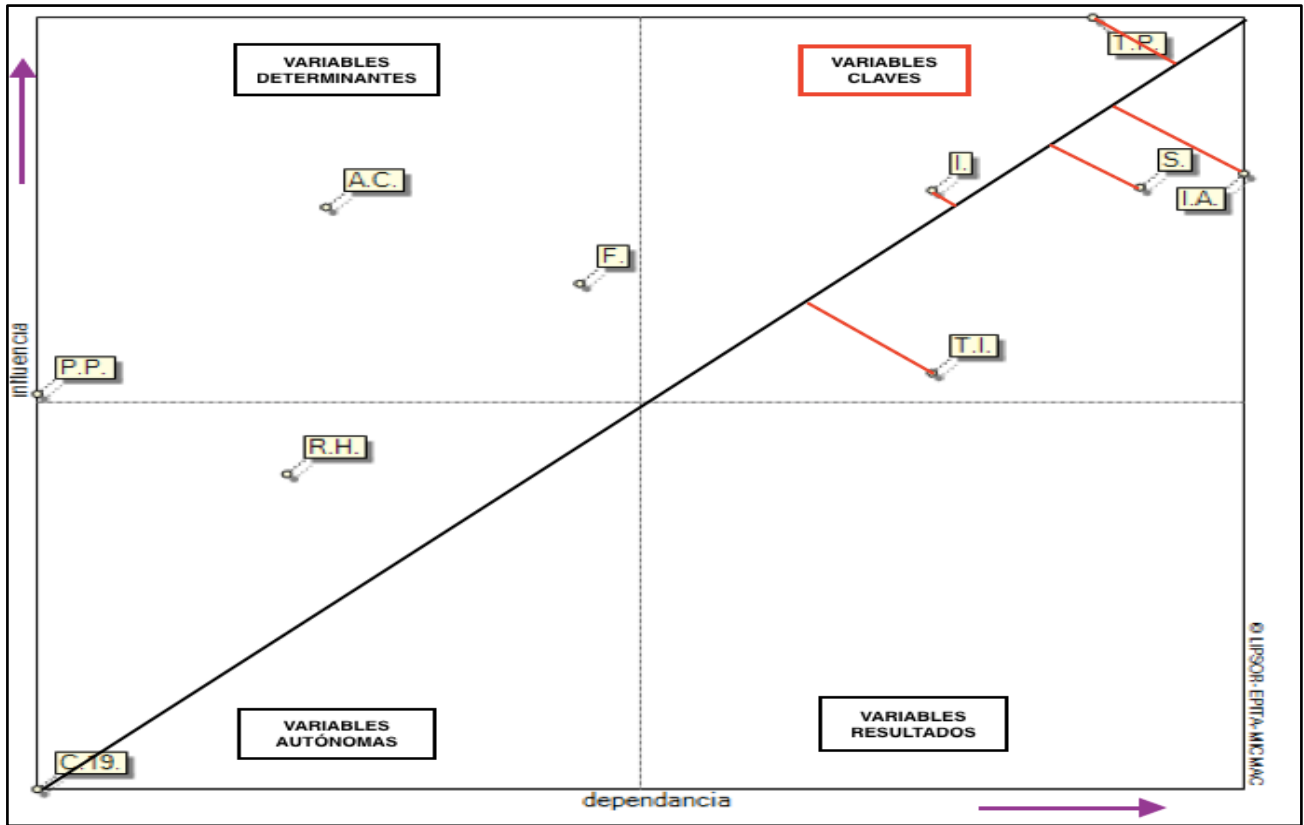 VARIABLES
DETERMINANTES
VARIABLES
CLAVES
T.P.
I.
S.
A.C.
I.A.
F.
T.I.
P.P.
influencia
R.H.
VARIABLES
AUTÓNOMAS
VARIABLES
RESULTADOS
C.19.
dependancia
© LIPSOR-EPITA-MICMAC